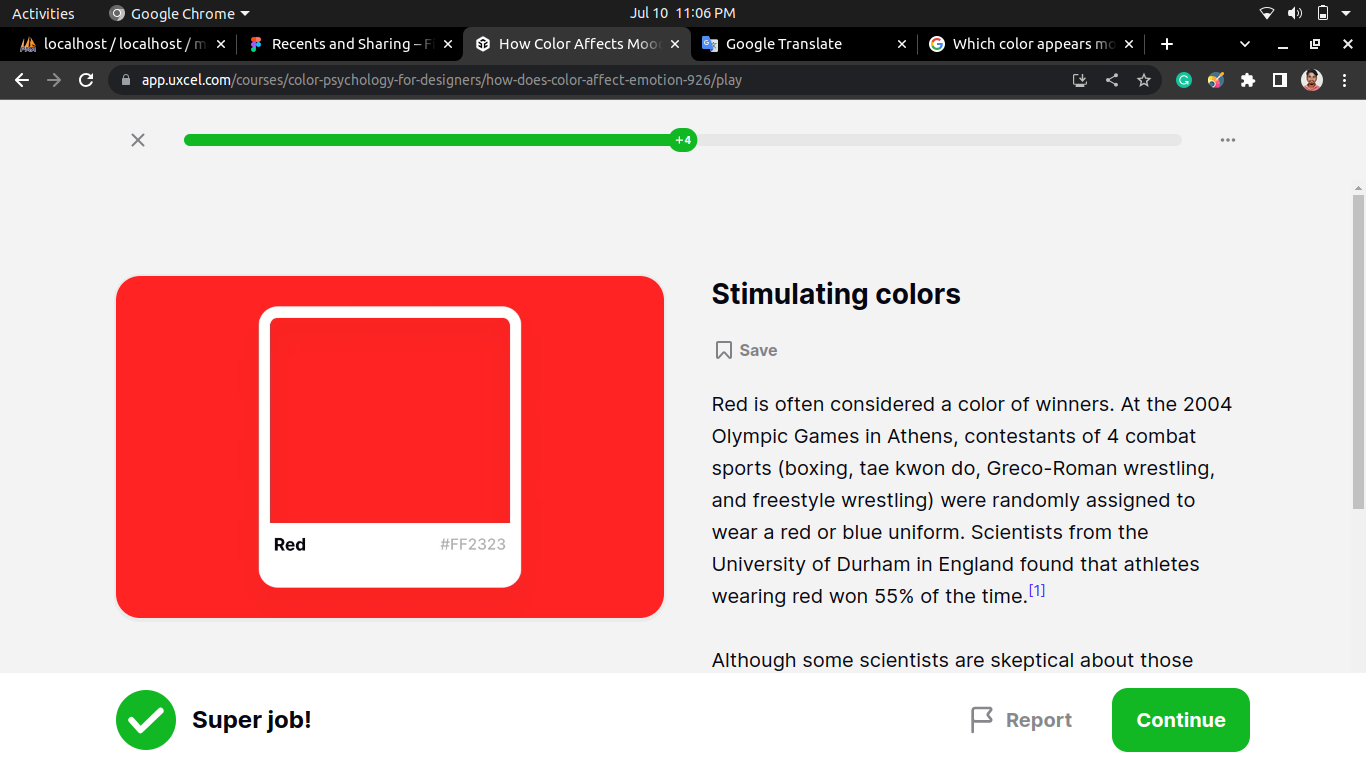 Activities
Google Chrome
Jul 10 11:06 PM
localhost / localhost / m
Recents and Sharing – F
How Color Affects Moo
Google Translate
Which color appears mo
app.uxcel.com/courses/color-psychology-for-designers/how-does-color-affect-emotion-926/play
+4
Red
#FF2323
Stimulating colors
Save
Red is often considered a color of winners. At the 2004
Olympic Games in Athens, contestants of 4 combat
sports (boxing, tae kwon do, Greco-Roman wrestling,
and freestyle wrestling) were randomly assigned to
wear a red or blue uniform. Scientists from the
University of Durham in England found that athletes
wearing red won 55% of the time.[1]
Although some scientists are skeptical about those
Super job!
Report
Continue